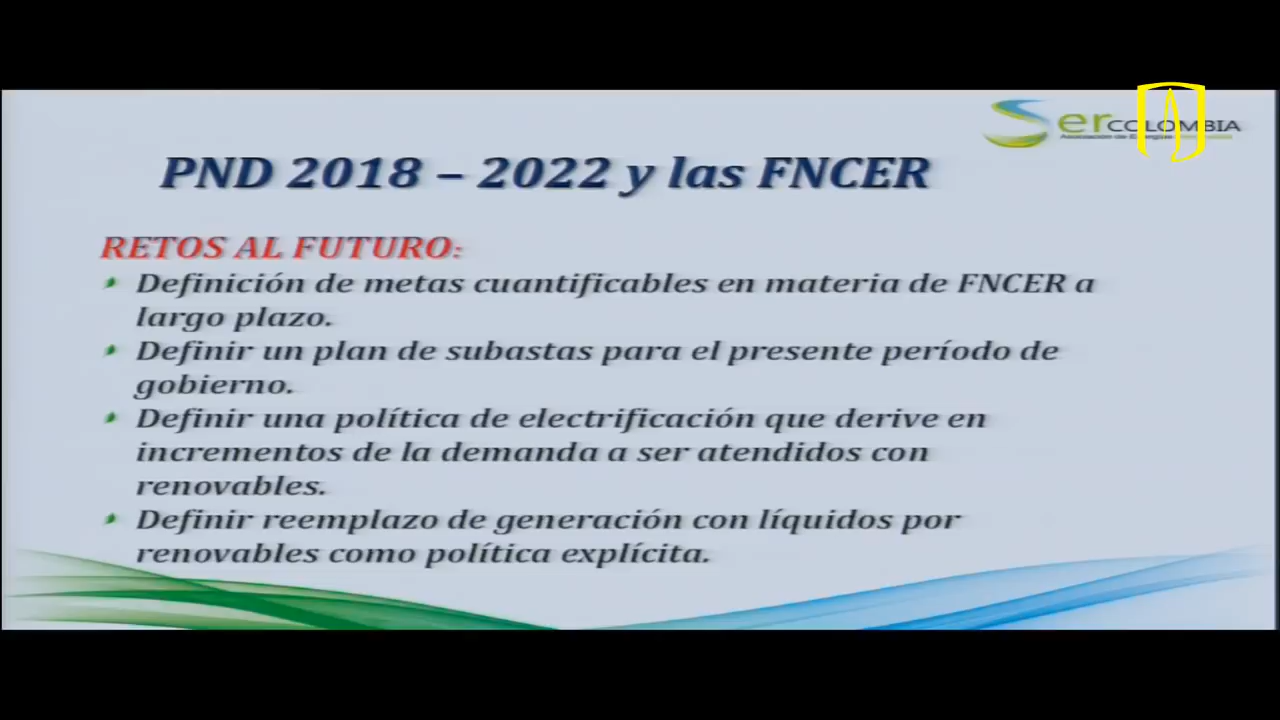 SerCOLOMBIA
Asociación de Energías
PND 2018 – 2022 y las FNCER
RETOS AL FUTURO:
Definición de metas cuantificables en materia de FNCER a
largo plazo.
Definir un plan de subastas para el presente período de
gobierno.
Definir una política de electrificación que derive en
incrementos de la demanda a ser atendidos con
renovables.
Definir reemplazo de generación con líquidos por
renovables como política explícita.